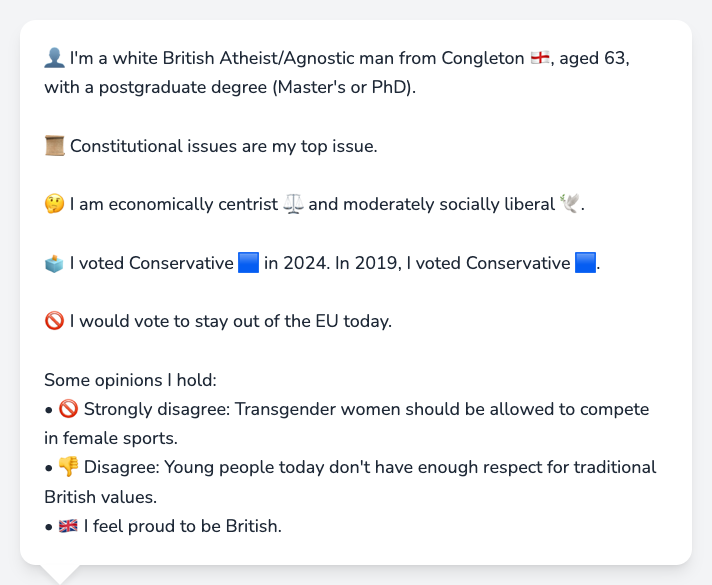 👤 I'm a white British Atheist/Agnostic man from Congleton 🏴󠁧󠁢󠁥󠁮󠁧󠁿, aged 63,
with a postgraduate degree (Master's or PhD).
📜 Constitutional issues are my top issue.
🤔 I am economically centrist ⚖️ and moderately socially liberal 🕊️.
🗳️ I voted Conservative 🟦 in 2024. In 2019, I voted Conservative 🟦.
🚫 I would vote to stay out of the EU today.
Some opinions I hold:
• 🚫 Strongly disagree: Transgender women should be allowed to compete
in female sports.
• 👎 Disagree: Young people today don't have enough respect for traditional
British values.
• 🇬🇧 I feel proud to be British.